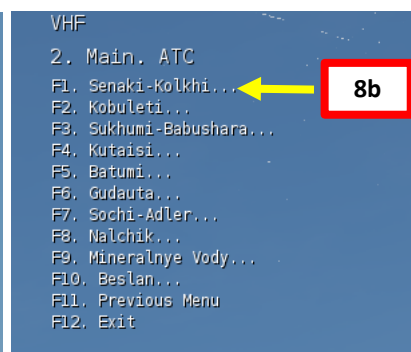 VHF
2. Main. ATC
F1. Senaki-Kolkhi...
8b
F2. Kobuleti...
F3. Sukhumi-Babushara...
F4. Kutaisi...
F5. Batumi...
F6. Gudauta...
F7. Sochi-Adler...
F8. Nalchik...
F9. Mineralnye Vody...
F10. Beslan...
F11. Previous Menu
F12. Exit